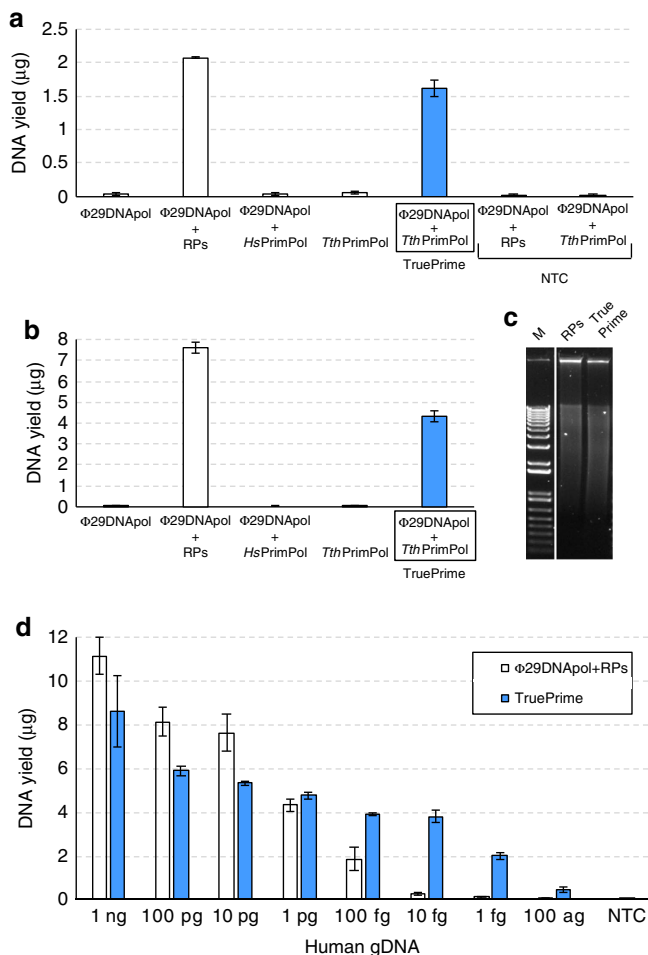 a
DNA yield (μg)
2.5
2
1.5
1
0.5
0
Φ29DNApol
Φ29DNApol
+
RPs
Φ29DNApol
+
HsPrimPol
TthPrimPol
Φ29DNApol
+
TthPrimPol
TruePrime
Φ29DNApol
+
RPs
Φ29DNApol
+
TthPrimPol
NTC
b
DNA yield (μg)
8
7
6
5
4
3
2
1
0
Φ29DNApol
Φ29DNApol
+
RPs
Φ29DNApol
+
HsPrimPol
TthPrimPol
Φ29DNApol
+
TthPrimPol
TruePrime
c
M
RPs
True
Prime
d
DNA yield (μg)
12
10
8
6
4
2
0
Φ29DNApol+RPs
TruePrime
1 ng 100 pg 10 pg 1 pg 100 fg 10 fg 1 fg 100 ag NTC
Human gDNA